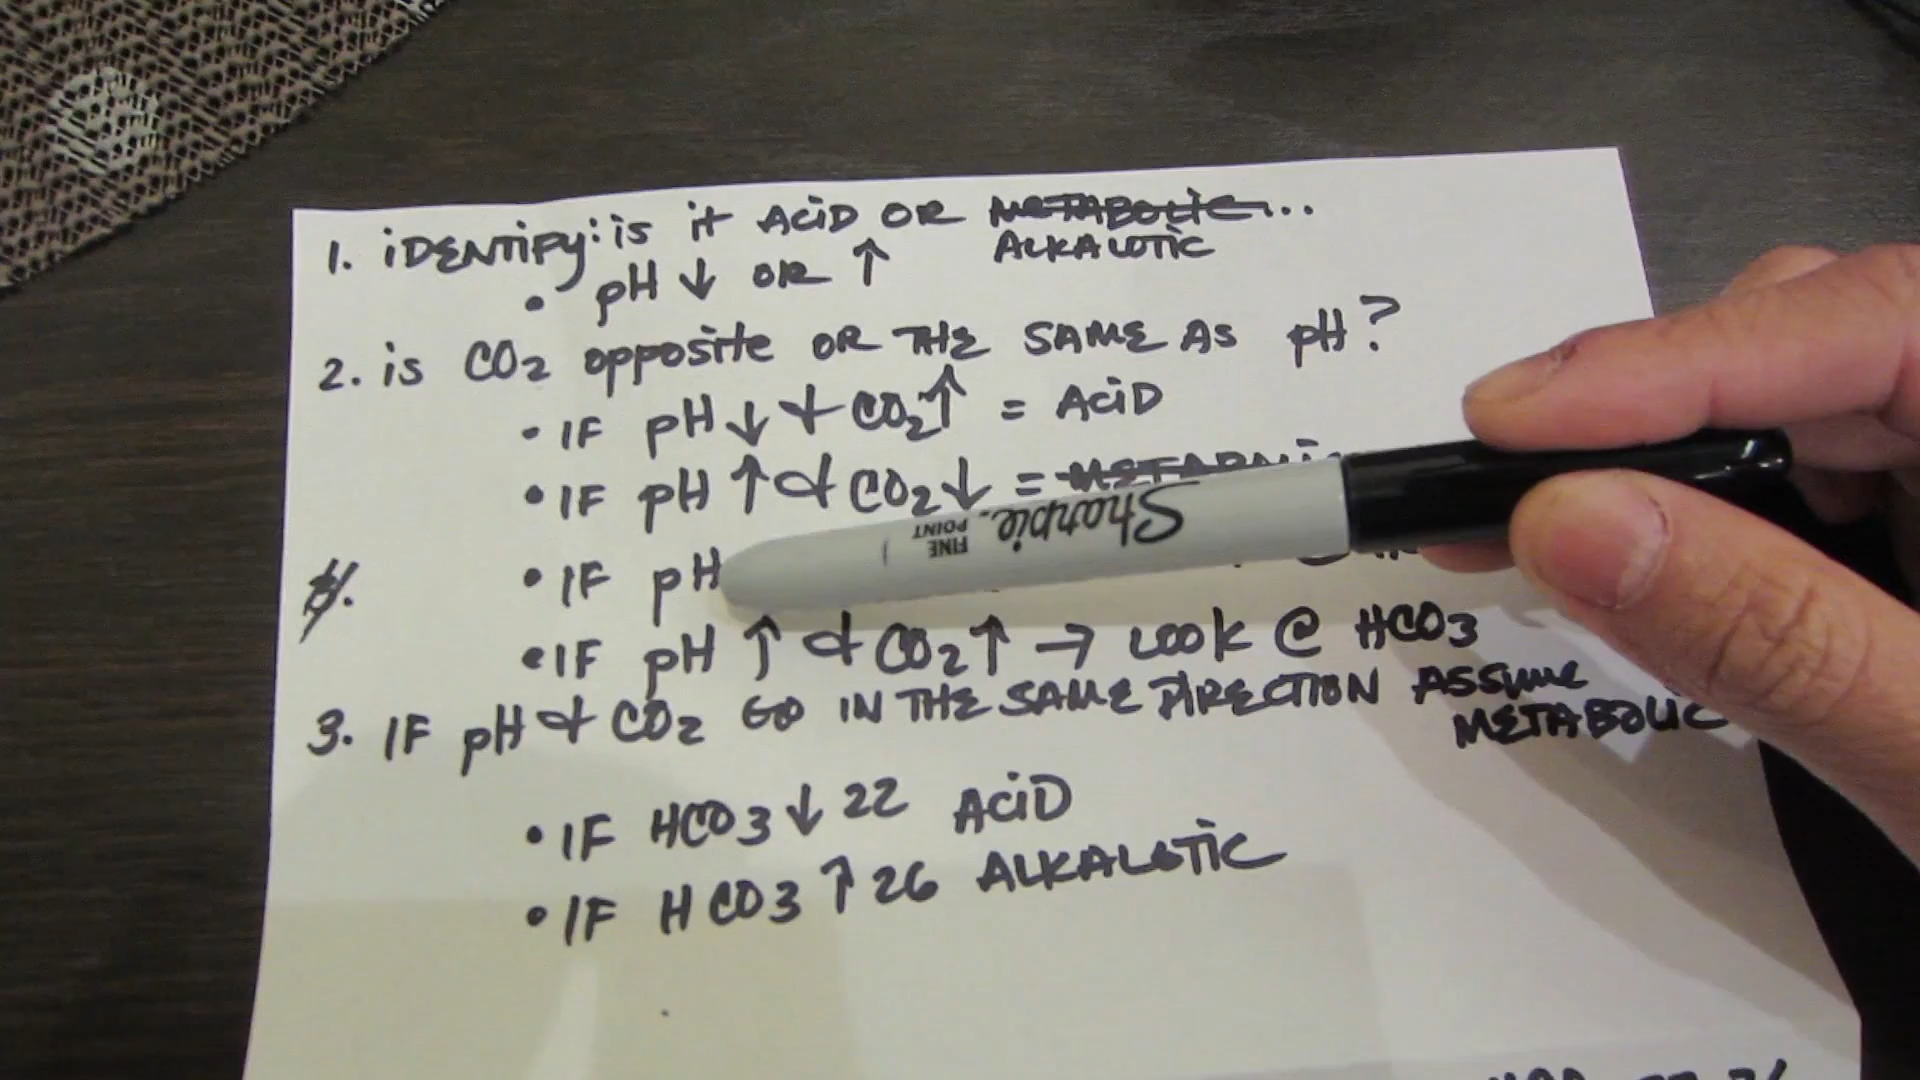 1. iDENTiFy: is it ACiD OR METABOLIC...
ALKALOTIC
• pH ↓ OR ↑
2. is CO2 opposite OR THE SAME AS pH?
• IF pH ↓ + CO2 ↑ = ACiD
• IF pH ↑ & CO2 ↓ =
Sharpie.
FINE
POINT
• IF pH
• IF pH ↑ & CO2 ↑ → LOOK @ HCO3
3. IF pH & CO2 GO IN THE SAME DIRECTION ASSUME
METABOLIC
• IF HCO3 ↓ 22 ACiD
• IF HCO3 ↑ 26 ALKALOTIC